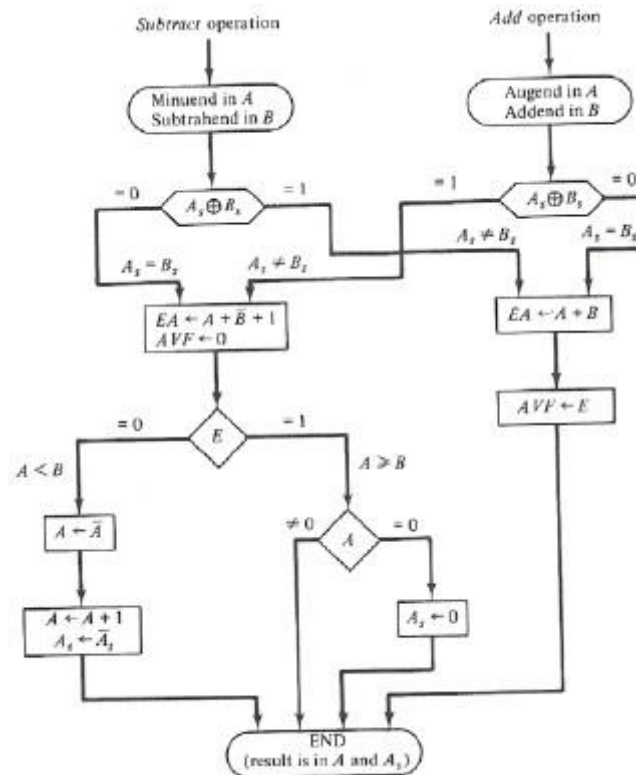 Subtract operation
Add operation
Minuend in A
Subtrahend in B
Augend in A
Addend in B
= 0
A_s ⊕ B_s
= 1
= 1
A_s ⊕ B_s
= 0
A_s = B_s
A_s ≠ B_s
A_s ≠ B_s
A_s = B_s
EA ← A + B̅ + 1
AVF ← 0
EA ← A + B
AVF ← E
= 0
E
= 1
A < B
A ⩾ B
A ← A̅
≠ 0
A
= 0
A ← A + 1
A_s ← A̅_s
A_s ← 0
END
(result is in A and A_s)